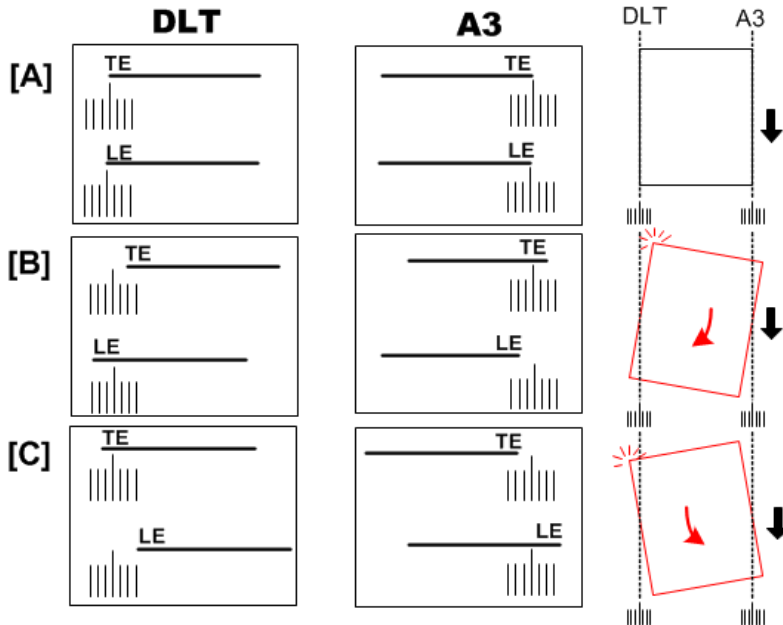 DLT A3 DLT A3
[A] TE TE
LE LE
[B] TE TE
LE LE
[C] TE TE
LE LE